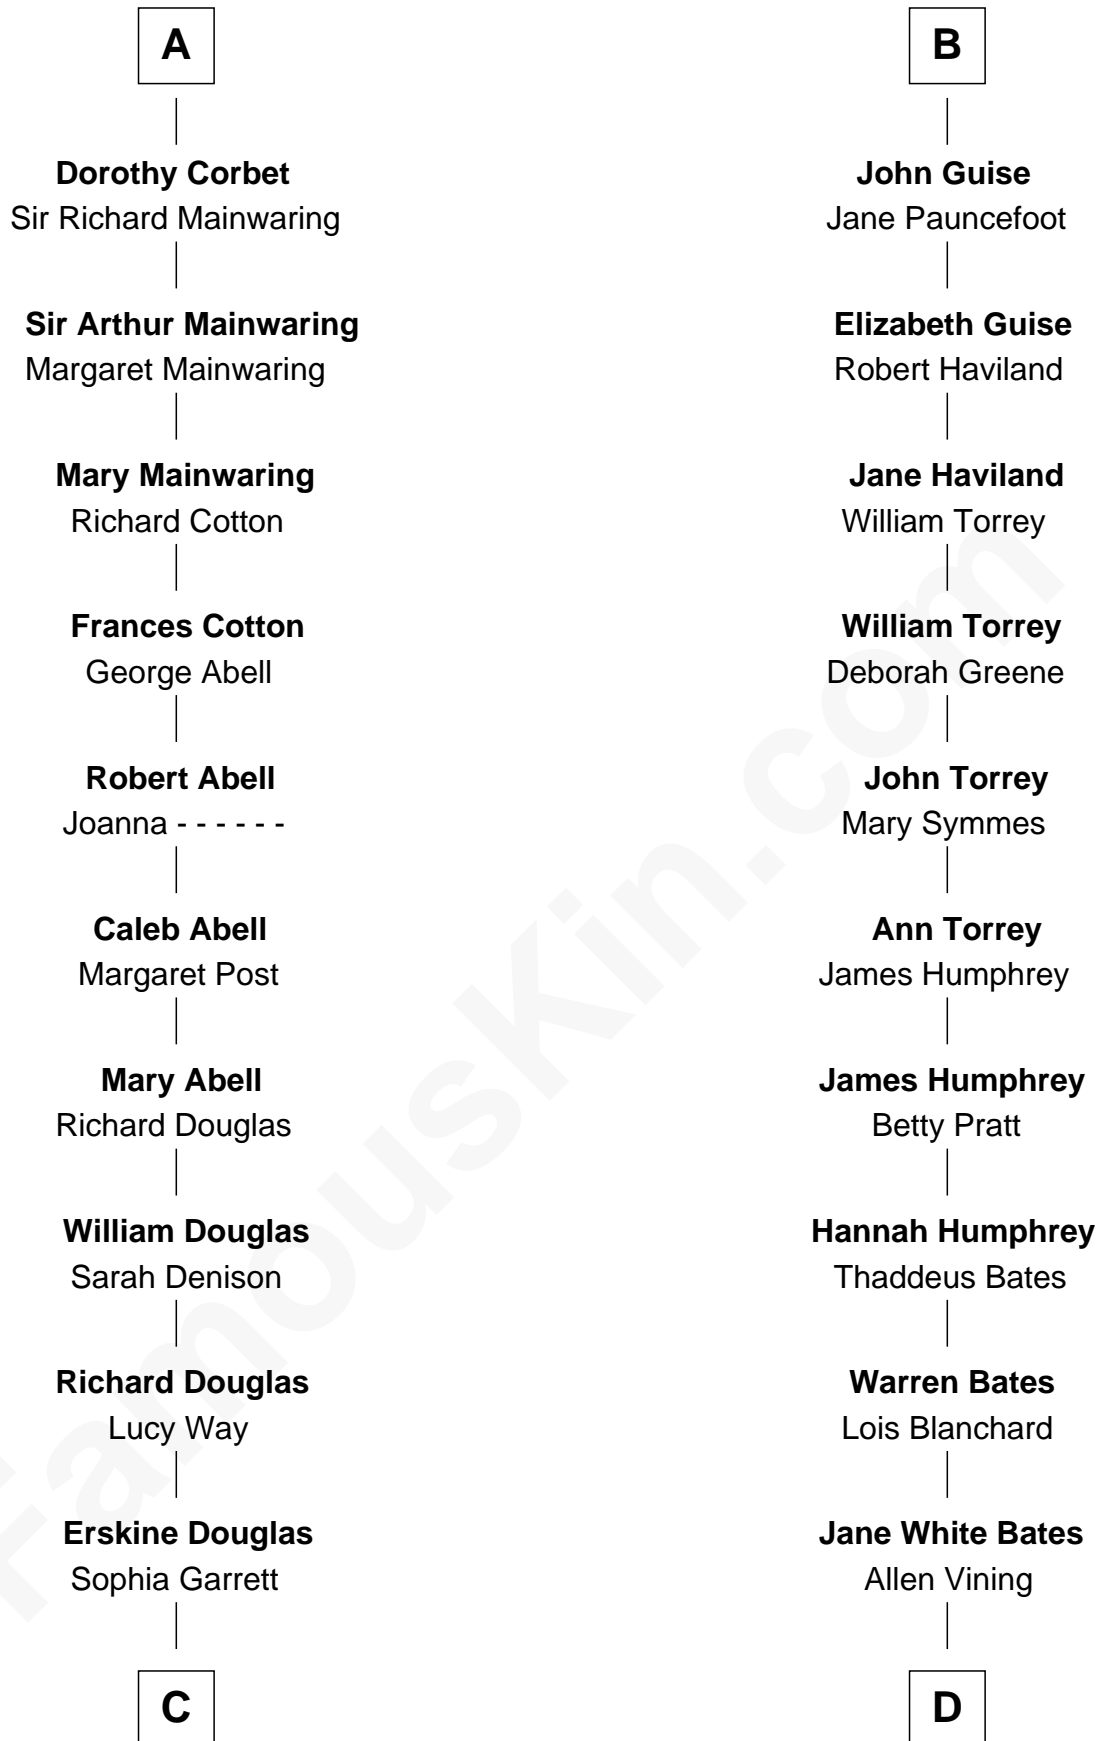 A
Dorothy Corbet
Sir Richard Mainwaring
Sir Arthur Mainwaring
Margaret Mainwaring
Mary Mainwaring
Richard Cotton
Frances Cotton
George Abell
Robert Abell
Joanna - - - - - -
Caleb Abell
Margaret Post
Mary Abell
Richard Douglas
William Douglas
Sarah Denison
Richard Douglas
Lucy Way
Erskine Douglas
Sophia Garrett
C
B
John Guise
Jane Pauncefoot
Elizabeth Guise
Robert Haviland
Jane Haviland
William Torrey
William Torrey
Deborah Greene
John Torrey
Mary Symmes
Ann Torrey
James Humphrey
James Humphrey
Betty Pratt
Hannah Humphrey
Thaddeus Bates
Warren Bates
Lois Blanchard
Jane White Bates
Allen Vining
D
FamousKin.com